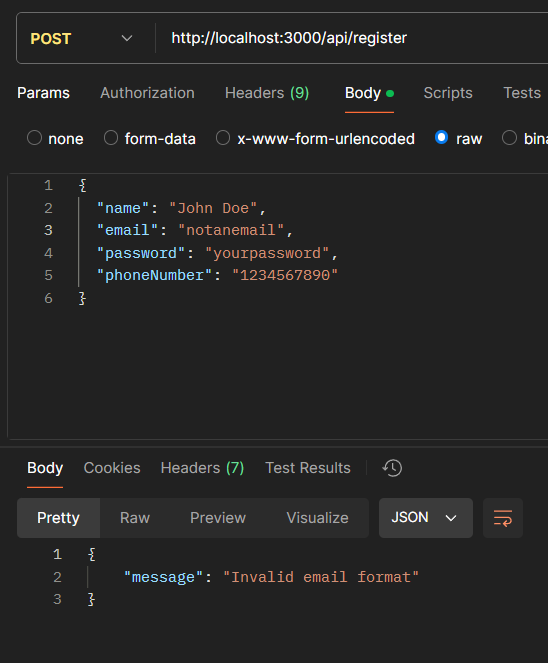 POST http://localhost:3000/api/register
Params Authorization Headers (9) Body Scripts Tests
none form-data x-www-form-urlencoded raw bina
1 {
2 "name": "John Doe",
3 "email": "notanemail",
4 "password": "yourpassword",
5 "phoneNumber": "1234567890"
6 }
Body Cookies Headers (7) Test Results
Pretty Raw Preview Visualize JSON
1 {
2 "message": "Invalid email format"
3 }